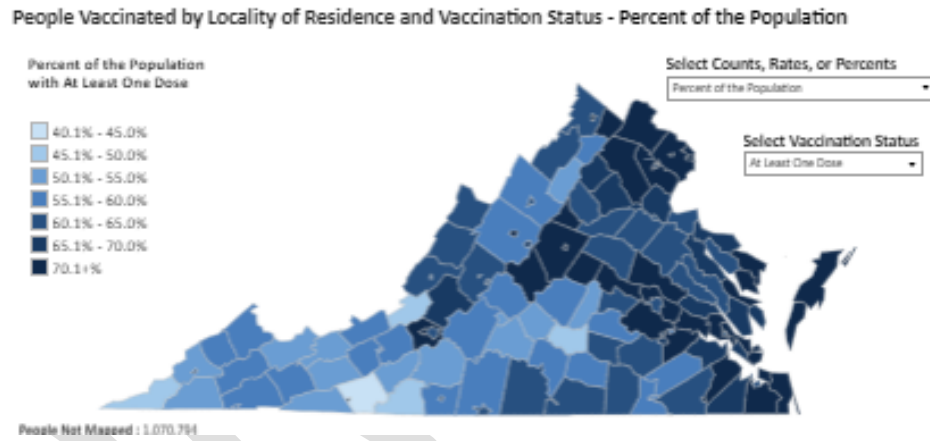 People Vaccinated by Locality of Residence and Vaccination Status - Percent of the Population
Percent of the Population
with At Least One Dose
40.1% - 45.0%
45.1% - 50.0%
50.1% - 55.0%
55.1% - 60.0%
60.1% - 65.0%
65.1% - 70.0%
70.1+%
Select Counts, Rates, or Percents
Percent of the Population
Select Vaccination Status
At Least One Dose
People Not Mapped : 1,070,794